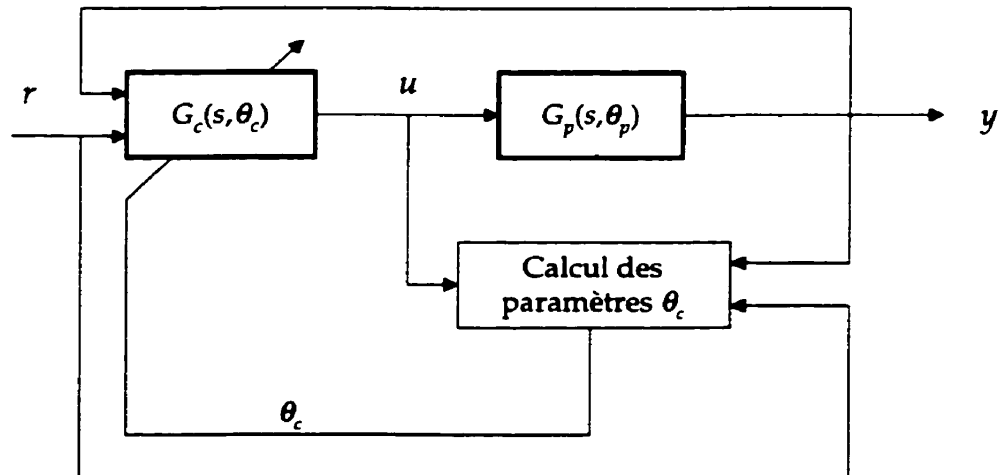 r
G_c(s,θ_c)
u
G_p(s,θ_p)
y
Calcul des
paramètres θ_c
θ_c